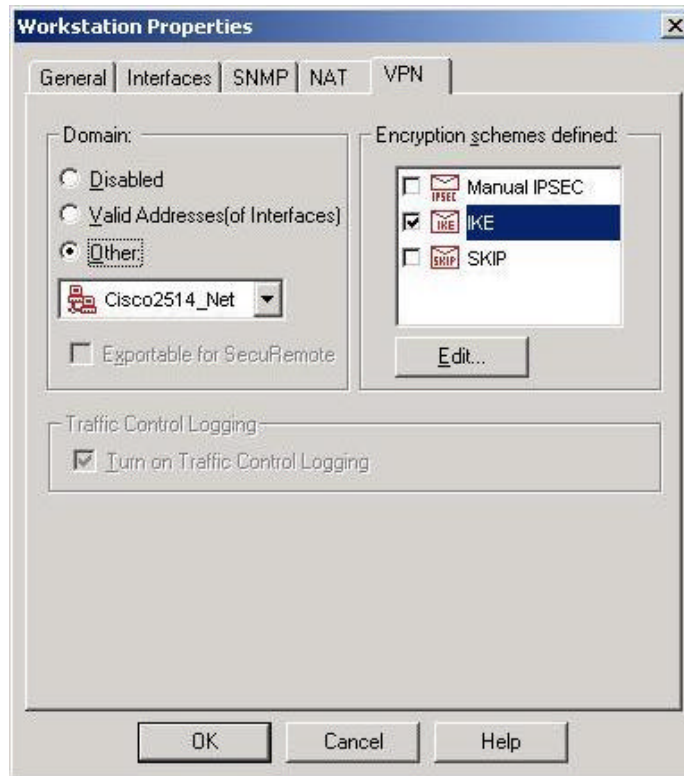 Workstation Properties
General
Interfaces
SNMP
NAT
VPN
Domain:
Disabled
Valid Addresses(of Interfaces)
Other:
Cisco2514_Net
Exportable for SecuRemote
Encryption schemes defined:
IPSEC Manual IPSEC
IKE IKE
SKIP SKIP
Edit...
Traffic Control Logging
Turn on Traffic Control Logging
OK
Cancel
Help